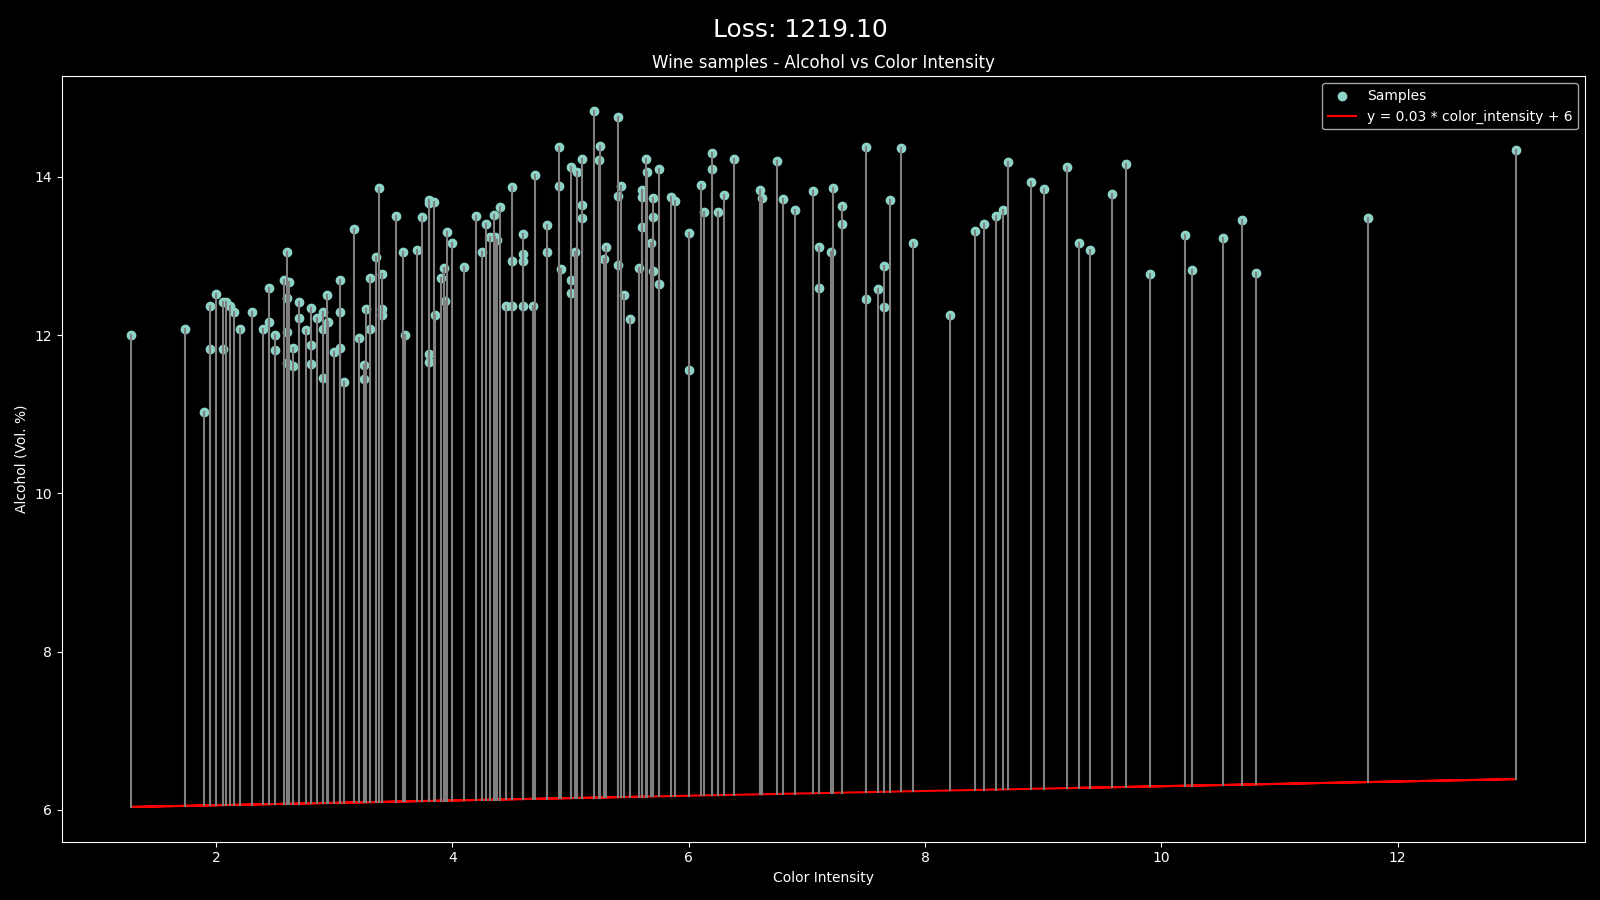 Loss: 1219.10
Wine samples - Alcohol vs Color Intensity
Samples
y = 0.03 * color_intensity + 6
14
12
10
8
6
Alcohol (Vol. %)
2
4
6
8
10
12
Color Intensity